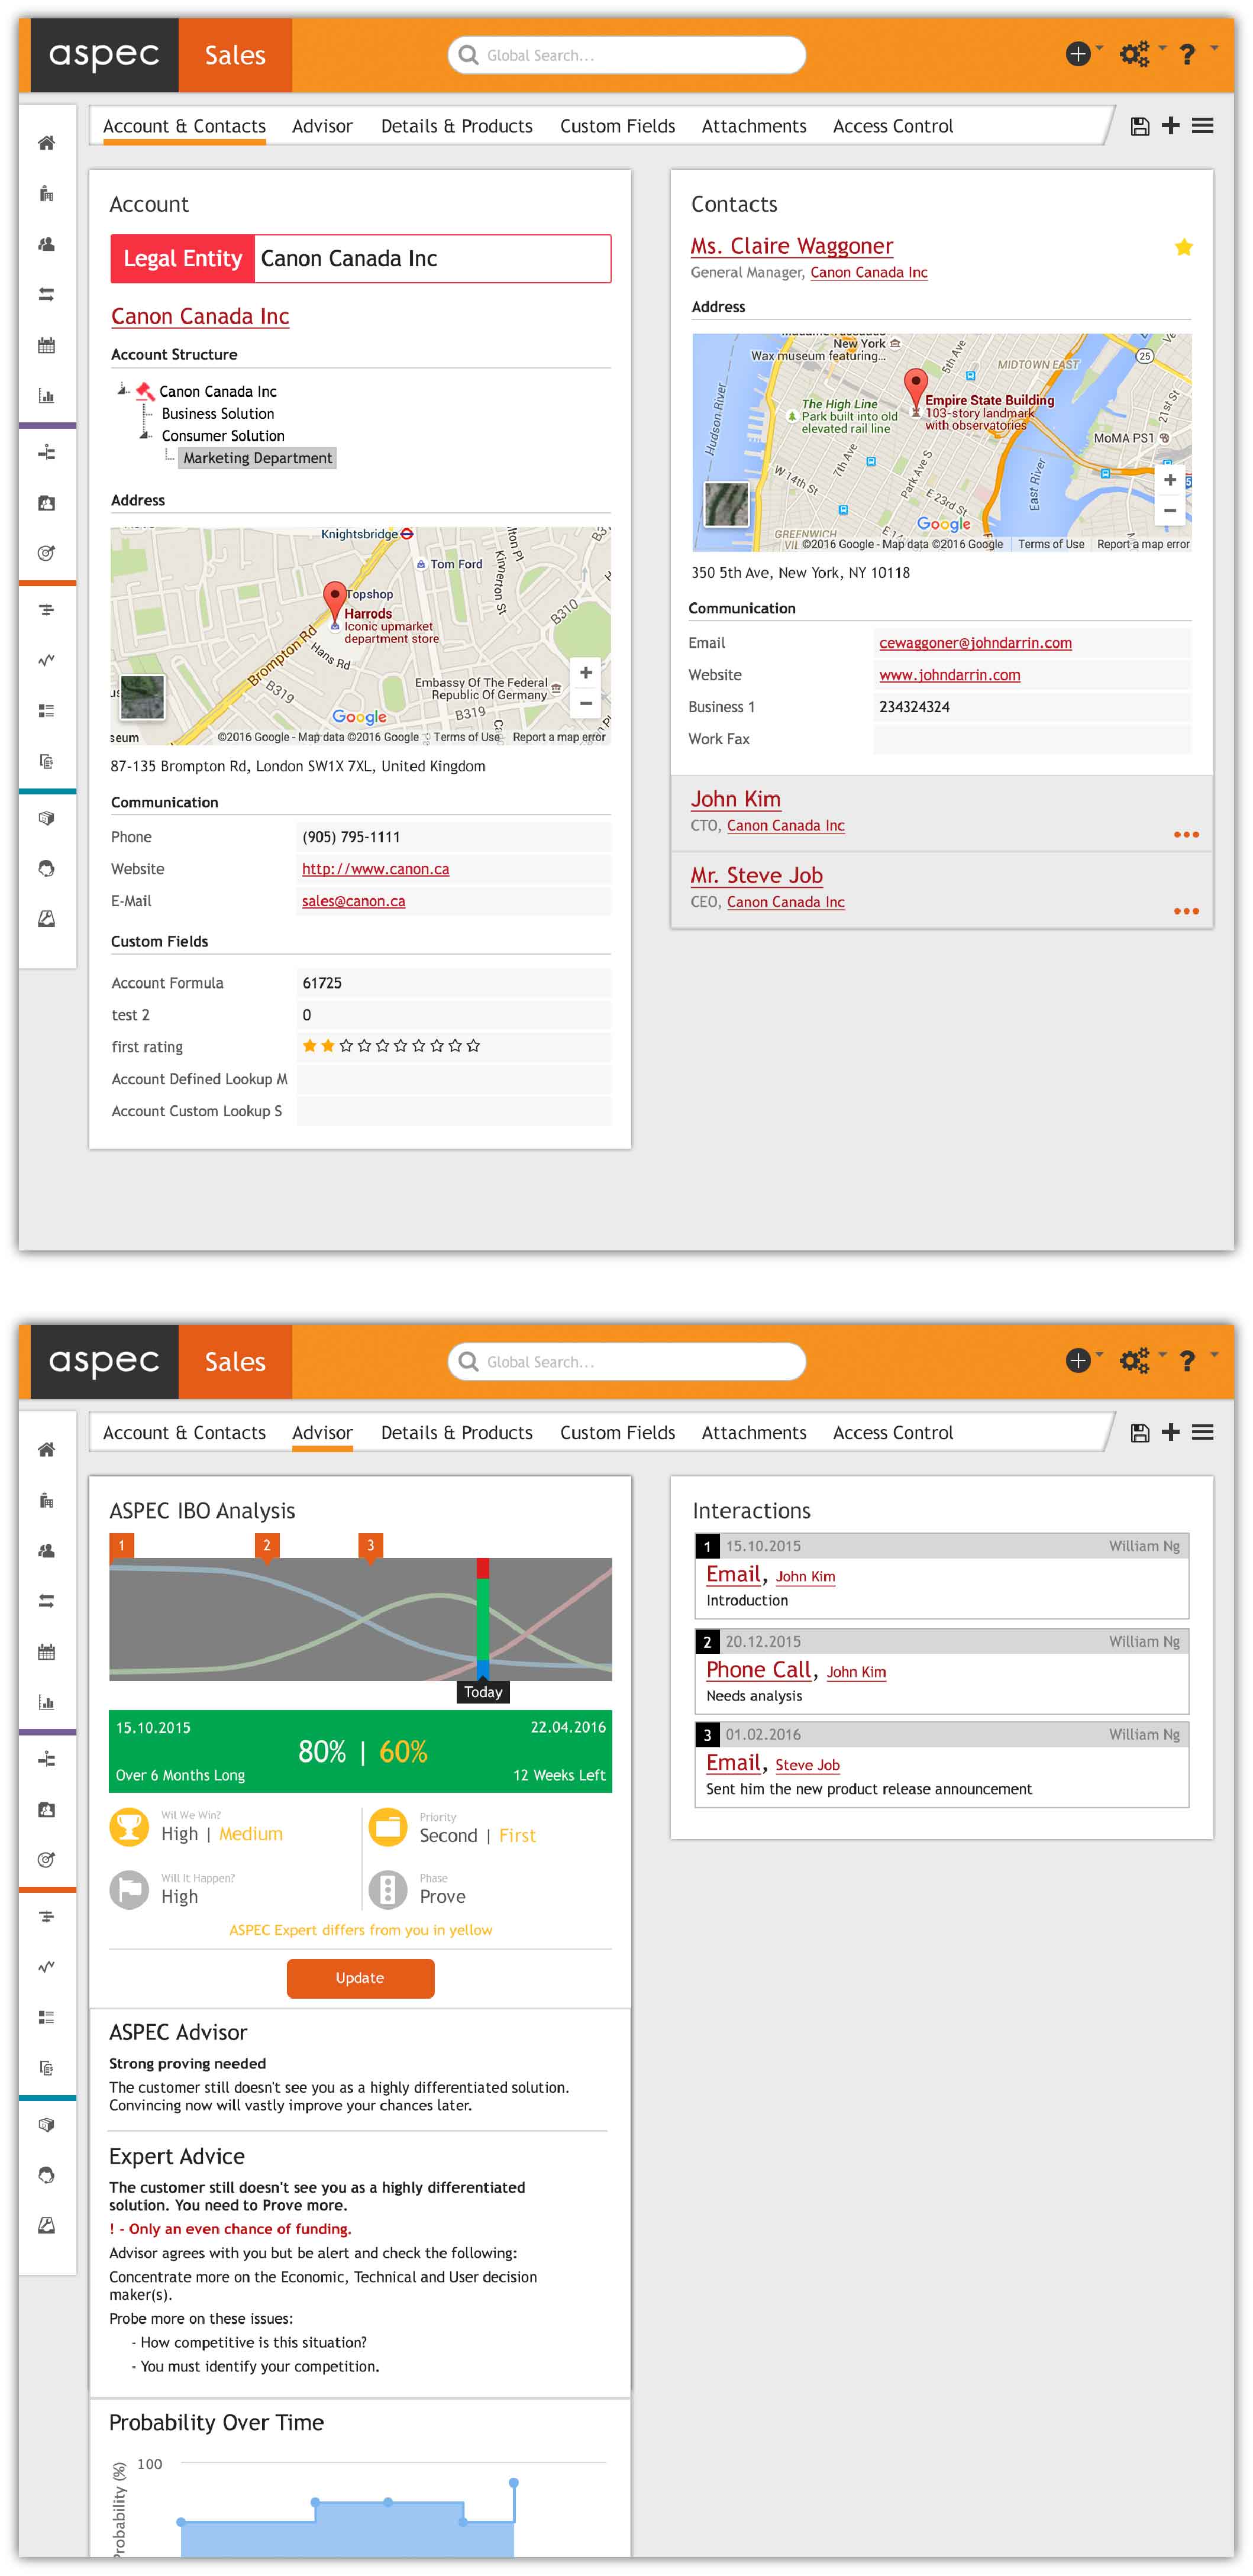 aspec Sales Global Search... ?
Account & Contacts Advisor Details & Products Custom Fields Attachments Access Control
Account
Legal Entity Canon Canada Inc
Canon Canada Inc
Account Structure
Canon Canada Inc
Business Solution
Consumer Solution
Marketing Department
Address
Knightsbridge
Tom Ford
Kinnerton St
Topshop
Harrods
Iconic upmarket
department store
B310
Hans Rd
Brompton Rd
B319
Embassy Of The Federal
Republic Of Germany
B319
Google
seum ©2016 Google - Map data ©2016 Google Terms of Use Report a map error
87-135 Brompton Rd, London SW1X 7XL, United Kingdom
Communication
Phone (905) 795-1111
Website http://www.canon.ca
E-Mail sales@canon.ca
Custom Fields
Account Formula 61725
test 2 0
first rating
Account Defined Lookup M
Account Custom Lookup S
Contacts
Ms. Claire Waggoner
General Manager, Canon Canada Inc
Address
New York
Wax museum featuring...
5th Ave
MIDTOWN EAST
25
Hudson River
The High Line
Park built into old
elevated rail line
Empire State Building
103-story landmark
with observatories
21st St
MoMA PS1
7th Ave
W 14th St
Park Ave S
E 23rd St
East River
Google
GREENWICH
©2016 Google - Map data ©2016 Google Terms of Use Report a map error
350 5th Ave, New York, NY 10118
Communication
Email cewaggoner@johndarrin.com
Website www.johndarrin.com
Business 1 234324324
Work Fax
John Kim
CTO, Canon Canada Inc
Mr. Steve Job
CEO, Canon Canada Inc
aspec Sales Global Search... ?
Account & Contacts Advisor Details & Products Custom Fields Attachments Access Control
ASPEC IBO Analysis
1 2 3
Today
15.10.2015 22.04.2016
80% | 60%
Over 6 Months Long 12 Weeks Left
Wil We Win?
High | Medium
Priority
Second | First
Will It Happen?
High
Phase
Prove
ASPEC Expert differs from you in yellow
Update
ASPEC Advisor
Strong proving needed
The customer still doesn't see you as a highly differentiated solution.
Convincing now will vastly improve your chances later.
Expert Advice
The customer still doesn't see you as a highly differentiated
solution. You need to Prove more.
! - Only an even chance of funding.
Advisor agrees with you but be alert and check the following:
Concentrate more on the Economic, Technical and User decision
maker(s).
Probe more on these issues:
- How competitive is this situation?
- You must identify your competition.
Probability Over Time
100
Probability (%)
Interactions
1 15.10.2015 William Ng
Email, John Kim
Introduction
2 20.12.2015 William Ng
Phone Call, John Kim
Needs analysis
3 01.02.2016 William Ng
Email, Steve Job
Sent him the new product release announcement